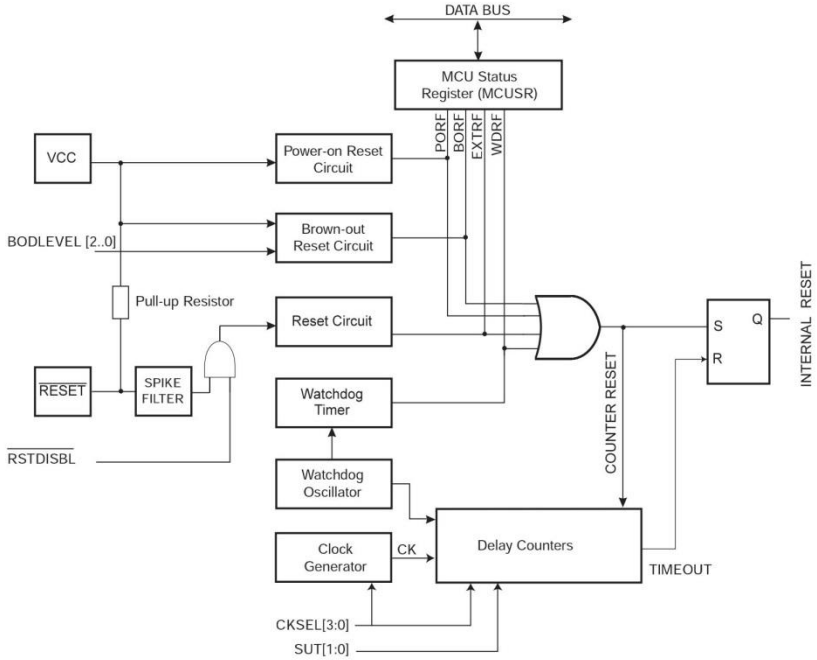 DATA BUS
MCU Status
Register (MCUSR)
PORF
BORF
EXTRF
WDRF
VCC
Power-on Reset
Circuit
BODLEVEL [2..0]
Brown-out
Reset Circuit
Pull-up Resistor
Reset Circuit
S
Q
R
INTERNAL RESET
RESET
SPIKE
FILTER
Watchdog
Timer
COUNTER RESET
RSTDISBL
Watchdog
Oscillator
Clock
Generator
CK
Delay Counters
TIMEOUT
CKSEL[3:0]
SUT[1:0]